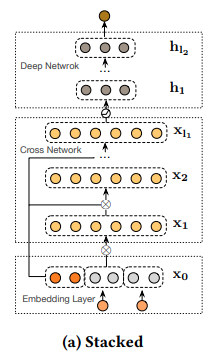 h_{l_2}
Deep Netwrok
...
h_1
x_{l_1}
Cross Network
...
x_2
x_1
x_0
Embedding Layer
(a) Stacked